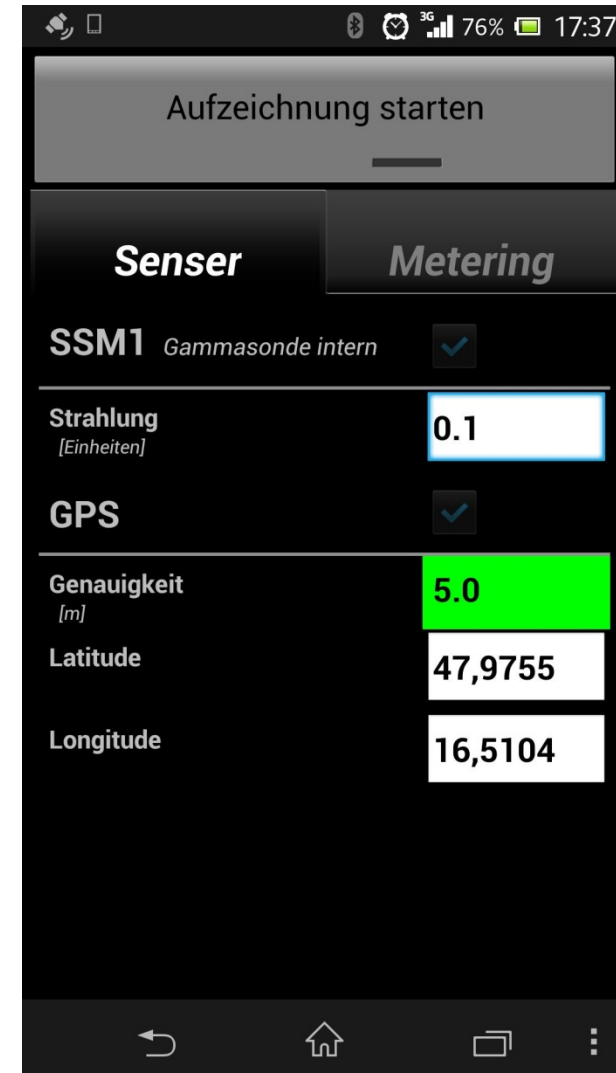 3G 76% 17:37
Aufzeichnung starten
Senser Metering
SSM1 Gammasonde intern
Strahlung 0.1
[Einheiten]
GPS
Genauigkeit 5.0
[m]
Latitude 47,9755
Longitude 16,5104